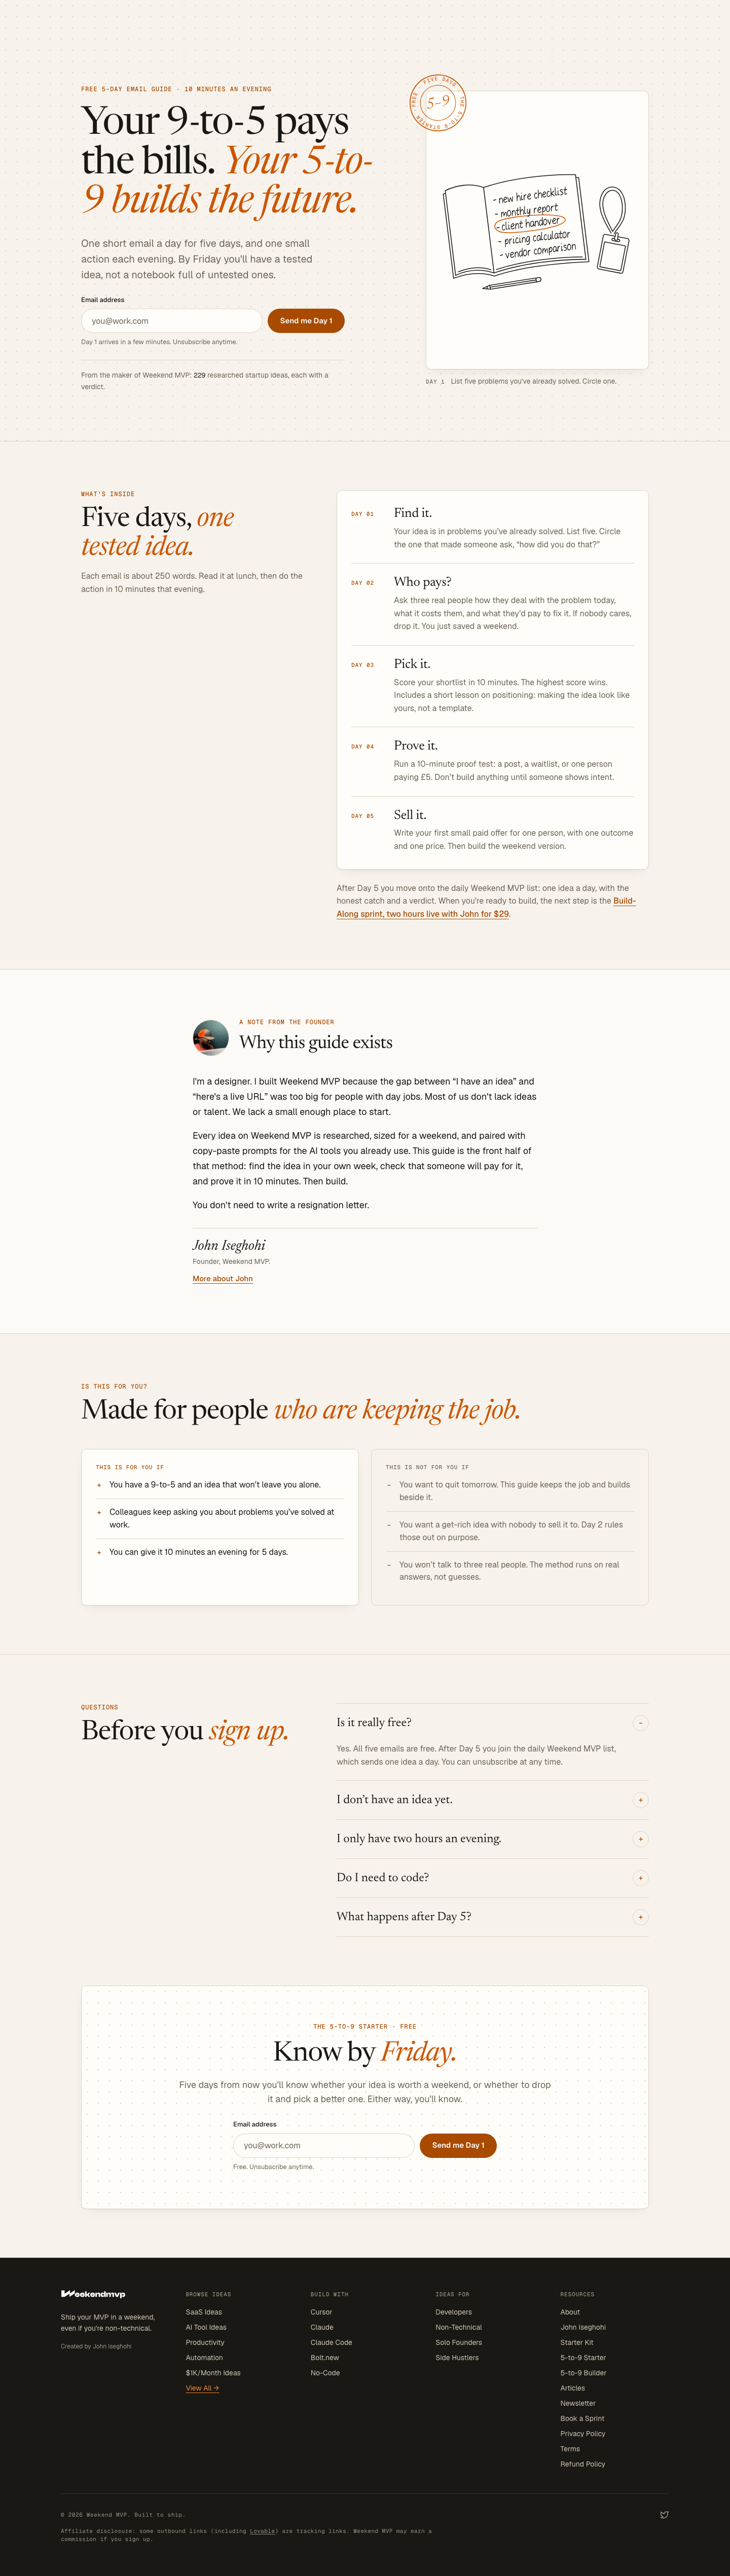 FREE 5-DAY EMAIL GUIDE · 10 MINUTES AN EVENING
Your 9-to-5 pays
the bills. Your 5-to-
9 builds the future.
One short email a day for five days, and one small
action each evening. By Friday you'll have a tested
idea, not a notebook full of untested ones.
Email address
you@work.com
Send me Day 1
Day 1 arrives in a few minutes. Unsubscribe anytime.
From the maker of Weekend MVP: 229 researched startup ideas, each with a
verdict.
FIVE DAYS · THE 5-TO-9 STARTER · FREE ·
5–9
- new hire checklist
- monthly report
- client handover
- pricing calculator
- vendor comparison
DAY 1 List five problems you've already solved. Circle one.
WHAT'S INSIDE
Five days, one
tested idea.
Each email is about 250 words. Read it at lunch, then do the
action in 10 minutes that evening.
DAY 01
Find it.
Your idea is in problems you've already solved. List five. Circle
the one that made someone ask, “how did you do that?”
DAY 02
Who pays?
Ask three real people how they deal with the problem today,
what it costs them, and what they'd pay to fix it. If nobody cares,
drop it. You just saved a weekend.
DAY 03
Pick it.
Score your shortlist in 10 minutes. The highest score wins.
Includes a short lesson on positioning: making the idea look like
yours, not a template.
DAY 04
Prove it.
Run a 10-minute proof test: a post, a waitlist, or one person
paying £5. Don't build anything until someone shows intent.
DAY 05
Sell it.
Write your first small paid offer for one person, with one outcome
and one price. Then build the weekend version.
After Day 5 you move onto the daily Weekend MVP list: one idea a day, with the
honest catch and a verdict. When you're ready to build, the next step is the Build-
Along sprint, two hours live with John for $29.
A NOTE FROM THE FOUNDER
Why this guide exists
I'm a designer. I built Weekend MVP because the gap between “I have an idea” and
“here's a live URL” was too big for people with day jobs. Most of us don't lack ideas
or talent. We lack a small enough place to start.
Every idea on Weekend MVP is researched, sized for a weekend, and paired with
copy-paste prompts for the AI tools you already use. This guide is the front half of
that method: find the idea in your own week, check that someone will pay for it,
and prove it in 10 minutes. Then build.
You don't need to write a resignation letter.
John Iseghohi
Founder, Weekend MVP.
More about John
IS THIS FOR YOU?
Made for people who are keeping the job.
THIS IS FOR YOU IF
+ You have a 9-to-5 and an idea that won't leave you alone.
+ Colleagues keep asking you about problems you've solved at
work.
+ You can give it 10 minutes an evening for 5 days.
THIS IS NOT FOR YOU IF
– You want to quit tomorrow. This guide keeps the job and builds
beside it.
– You want a get-rich idea with nobody to sell it to. Day 2 rules
those out on purpose.
– You won't talk to three real people. The method runs on real
answers, not guesses.
QUESTIONS
Before you sign up.
Is it really free? –
Yes. All five emails are free. After Day 5 you join the daily Weekend MVP list,
which sends one idea a day. You can unsubscribe at any time.
I don't have an idea yet. +
I only have two hours an evening. +
Do I need to code? +
What happens after Day 5? +
THE 5-TO-9 STARTER · FREE
Know by Friday.
Five days from now you'll know whether your idea is worth a weekend, or whether to drop
it and pick a better one. Either way, you'll know.
Email address
you@work.com
Send me Day 1
Free. Unsubscribe anytime.
Weekendmvp
Ship your MVP in a weekend,
even if you're non-technical.
Created by John Iseghohi
BROWSE IDEAS
SaaS Ideas
AI Tool Ideas
Productivity
Automation
$1K/Month Ideas
View All →
BUILD WITH
Cursor
Claude
Claude Code
Bolt.new
No-Code
IDEAS FOR
Developers
Non-Technical
Solo Founders
Side Hustlers
RESOURCES
About
John Iseghohi
Starter Kit
5-to-9 Starter
5-to-9 Builder
Articles
Newsletter
Book a Sprint
Privacy Policy
Terms
Refund Policy
© 2026 Weekend MVP. Built to ship.
Affiliate disclosure: some outbound links (including Lovable) are tracking links. Weekend MVP may earn a
commission if you sign up.